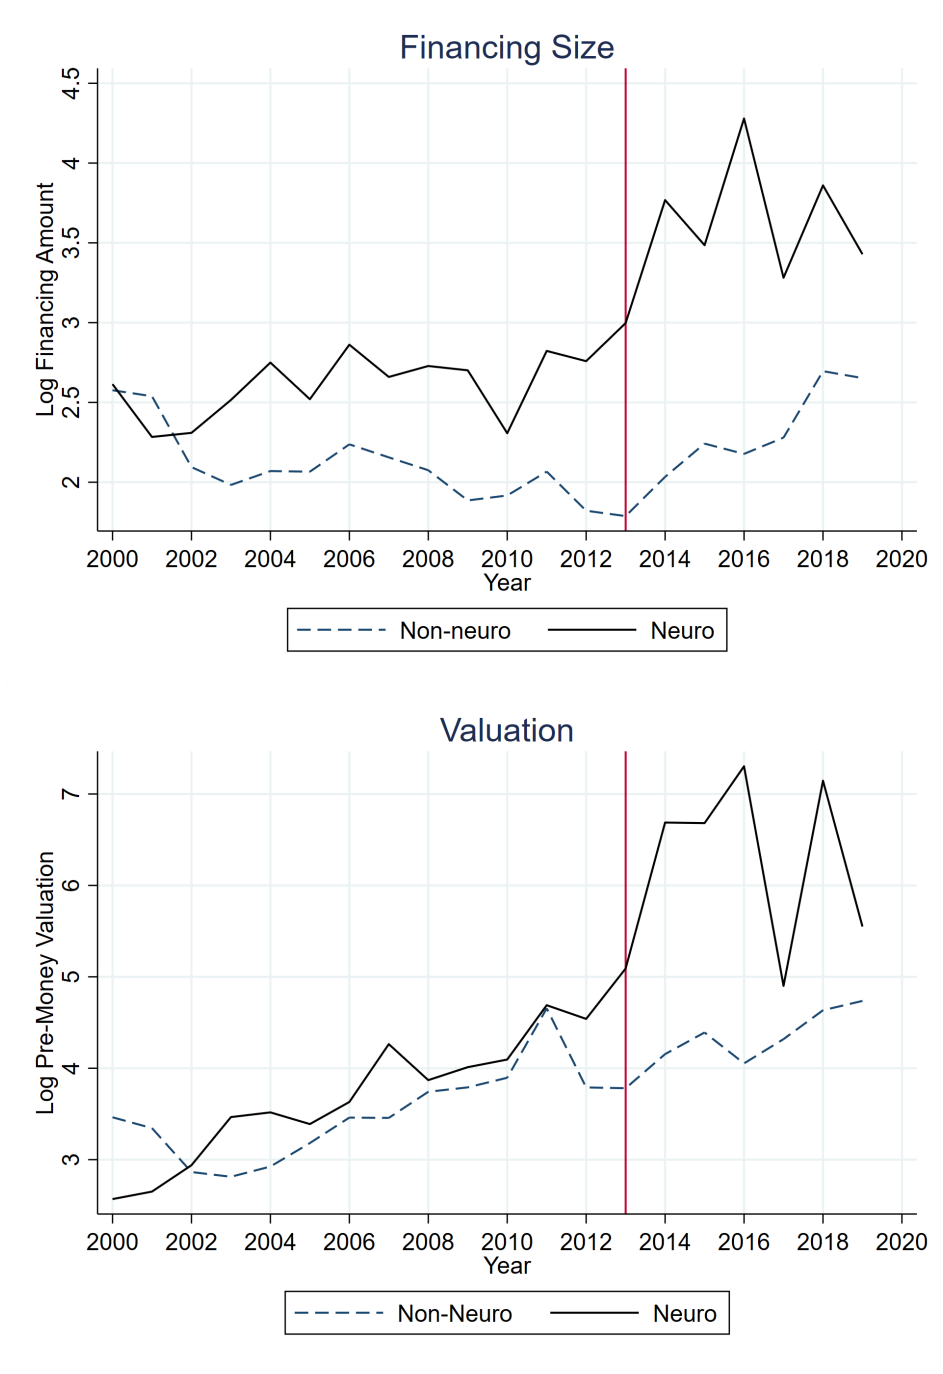 Financing Size
Log Financing Amount
4.5
4
3.5
3
2.5
2
2000 2002 2004 2006 2008 2010 2012 2014 2016 2018 2020
Year
Non-neuro Neuro
Valuation
Log Pre-Money Valuation
7
6
5
4
3
2000 2002 2004 2006 2008 2010 2012 2014 2016 2018 2020
Year
Non-Neuro Neuro